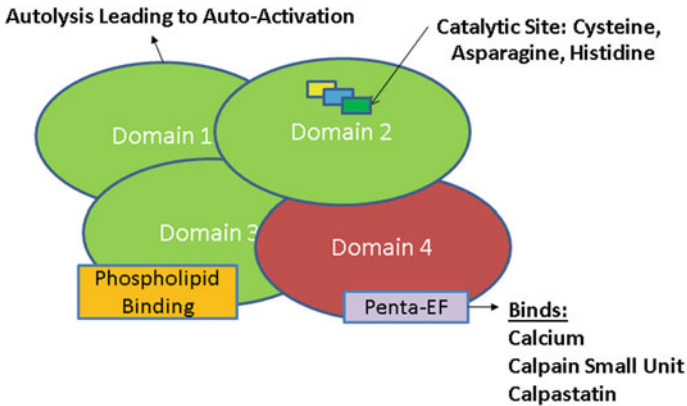 Autolysis Leading to Auto-Activation
Catalytic Site: Cysteine,
Asparagine, Histidine
Domain 1
Domain 2
Domain 3
Domain 4
Phospholipid
Binding
Penta-EF
Binds:
Calcium
Calpain Small Unit
Calpastatin